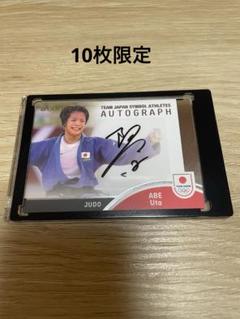 10枚限定
TEAM JAPAN SYMBOL ATHLETES
AUTOGRAPH
JUDO
ABE
Uta